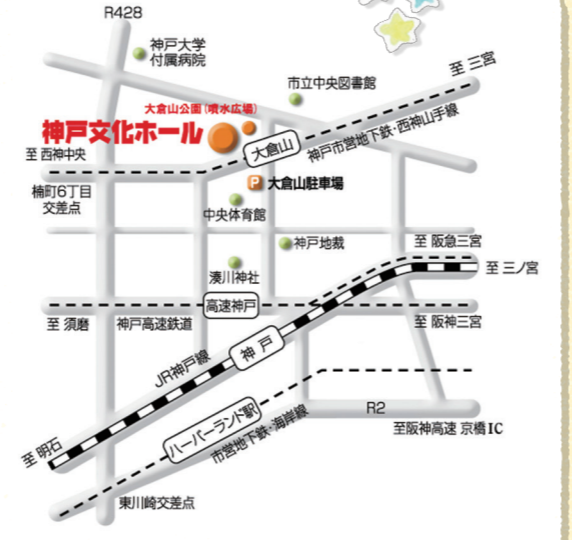 R428
神戸大学
付属病院
至 三宮
市立中央図書館
大倉山公園(噴水広場)
神戸文化ホール
大倉山
神戸市営地下鉄・西神山手線
至 西神中央
P 大倉山駐車場
楠町6丁目
交差点
中央体育館
神戸地裁
至 阪急三宮
至 三ノ宮
湊川神社
高速神戸
至 須磨
神戸高速鉄道
至 阪神三宮
神戸
JR神戸線
R2
ハーバーランド駅
市営地下鉄・海岸線
至阪神高速 京橋IC
至 明石
東川崎交差点